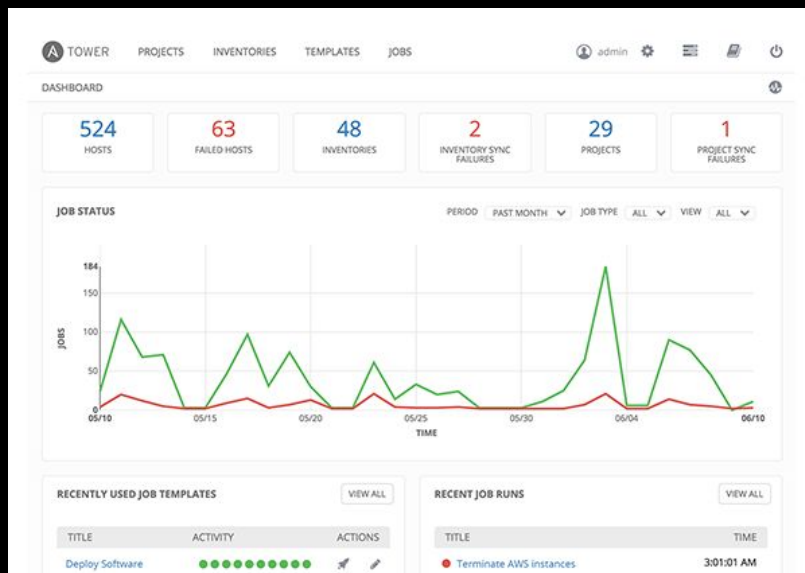 A TOWER PROJECTS INVENTORIES TEMPLATES JOBS admin
DASHBOARD
524 63 48 2 29 1
HOSTS FAILED HOSTS INVENTORIES INVENTORY SYNC FAILURES PROJECTS PROJECT SYNC FAILURES
JOB STATUS PERIOD PAST MONTH JOB TYPE ALL VIEW ALL
184
150
100
50
0
JOBS
05/10 05/15 05/20 05/25 05/30 06/04 06/10
TIME
RECENTLY USED JOB TEMPLATES VIEW ALL
TITLE ACTIVITY ACTIONS
Deploy Software
RECENT JOB RUNS VIEW ALL
TITLE TIME
Terminate AWS instances 3:01:01 AM